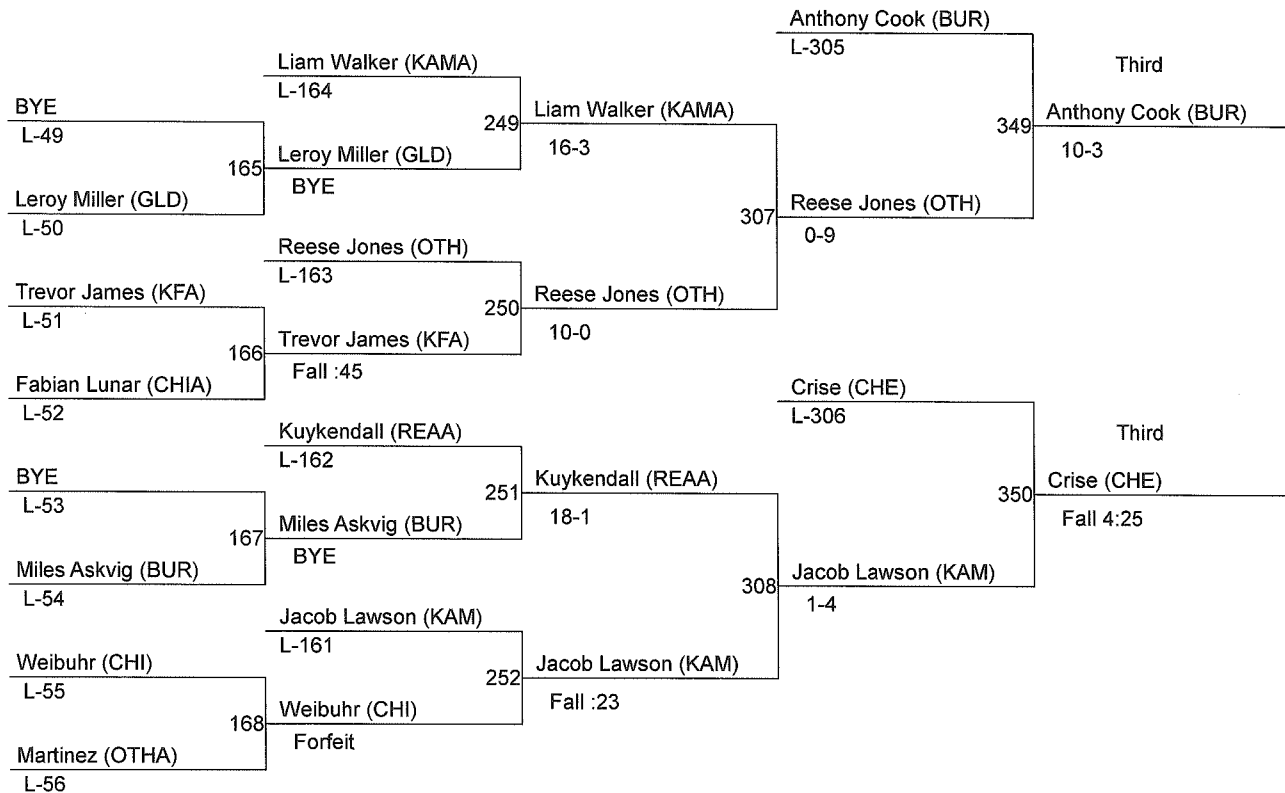 Anthony Cook (BUR)
L-305
Liam Walker (KAMA)
L-164
Third
BYE
L-49
249
Liam Walker (KAMA)
16-3
349
Anthony Cook (BUR)
10-3
165
Leroy Miller (GLD)
BYE
Leroy Miller (GLD)
L-50
307
Reese Jones (OTH)
0-9
Reese Jones (OTH)
L-163
Trevor James (KFA)
L-51
250
Reese Jones (OTH)
10-0
166
Trevor James (KFA)
Fall :45
Fabian Lunar (CHIA)
L-52
Crise (CHE)
L-306
Kuykendall (REAA)
L-162
Third
BYE
L-53
251
Kuykendall (REAA)
18-1
350
Crise (CHE)
Fall 4:25
167
Miles Askvig (BUR)
BYE
Miles Askvig (BUR)
L-54
308
Jacob Lawson (KAM)
1-4
Jacob Lawson (KAM)
L-161
Weibuhr (CHI)
L-55
252
Jacob Lawson (KAM)
Fall :23
168
Weibuhr (CHI)
Forfeit
Martinez (OTHA)
L-56